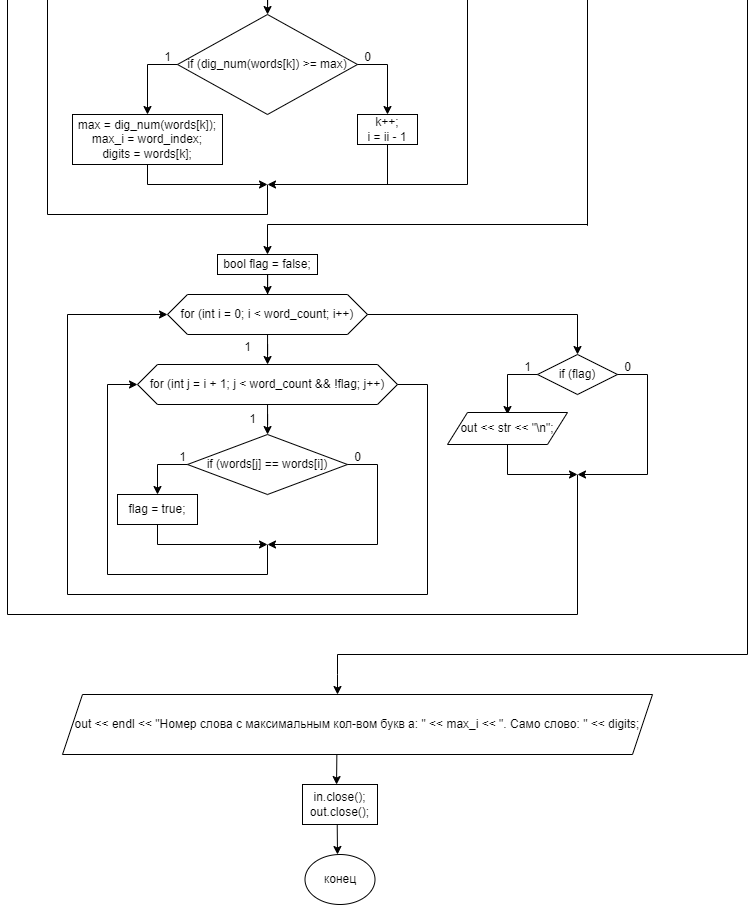 if (dig_num(words[k]) >= max)
1
0
max = dig_num(words[k]);
max_i = word_index;
digits = words[k];
k++;
i = ii - 1
bool flag = false;
for (int i = 0; i < word_count; i++)
1
for (int j = i + 1; j < word_count && !flag; j++)
1
if (words[j] == words[i])
1
0
flag = true;
if (flag)
1
0
out << str << "\n";
out << endl << "Номер слова с максимальным кол-вом букв а: " << max_i << ". Само слово: " << digits;
in.close();
out.close();
конец